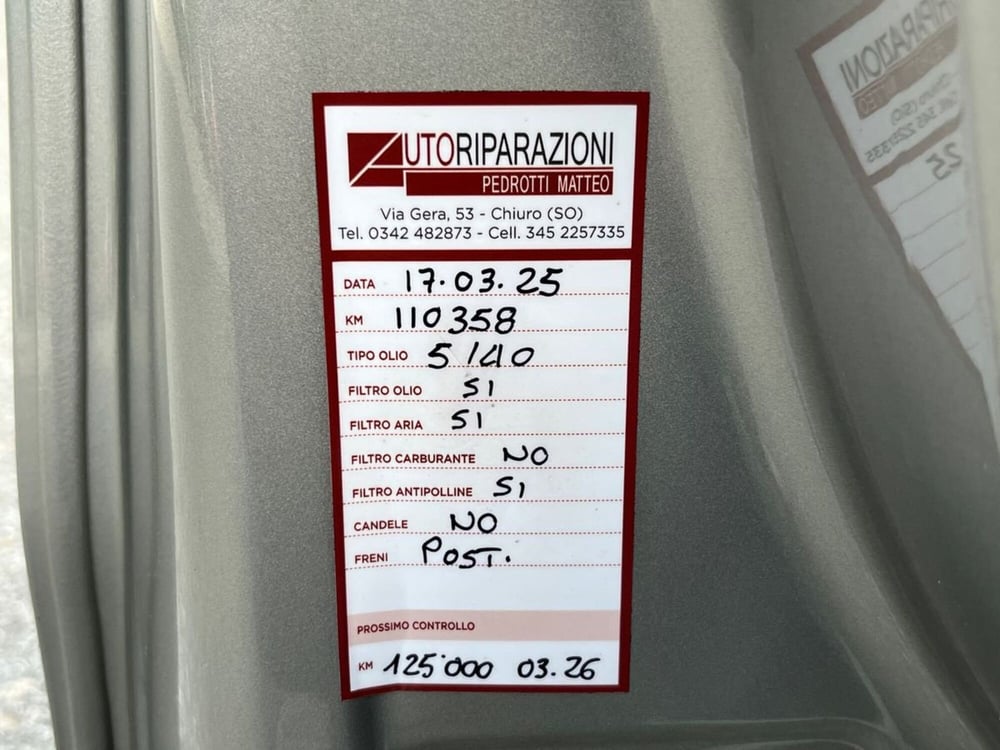 AUTORIPARAZIONI
PEDROTTI MATTEO
Via Gera, 53 - Chiuro (SO)
Tel. 0342 482873 - Cell. 345 2257335
DATA 17.03.25
KM 110358
TIPO OLIO 5/40
FILTRO OLIO SI
FILTRO ARIA SI
FILTRO CARBURANTE NO
FILTRO ANTIPOLLINE SI
CANDELE NO
FRENI POST.
PROSSIMO CONTROLLO
KM 125'000 03.26